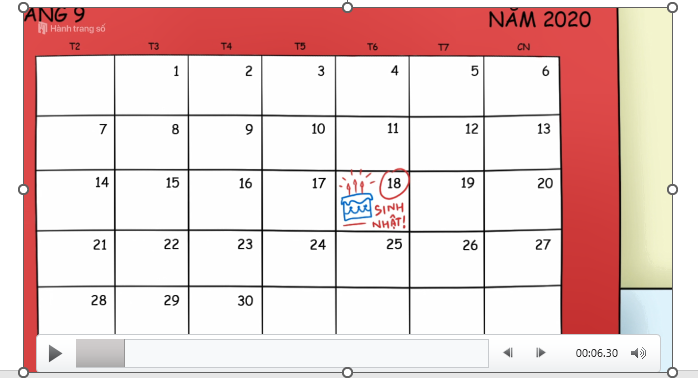 ANG 9
NĂM 2020
Hành trang số
T2 T3 T4 T5 T6 T7 CN
1 2 3 4 5 6
7 8 9 10 11 12 13
14 15 16 17 18 19 20
SINH
NHẬT!
21 22 23 24 25 26 27
28 29 30
00:06.30